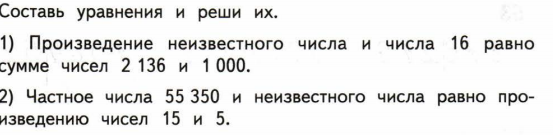 Составь уравнения и реши их.
1) Произведение неизвестного числа и числа 16 равно
сумме чисел 2 136 и 1 000.
2) Частное числа 55 350 и неизвестного числа равно про-
изведению чисел 15 и 5.